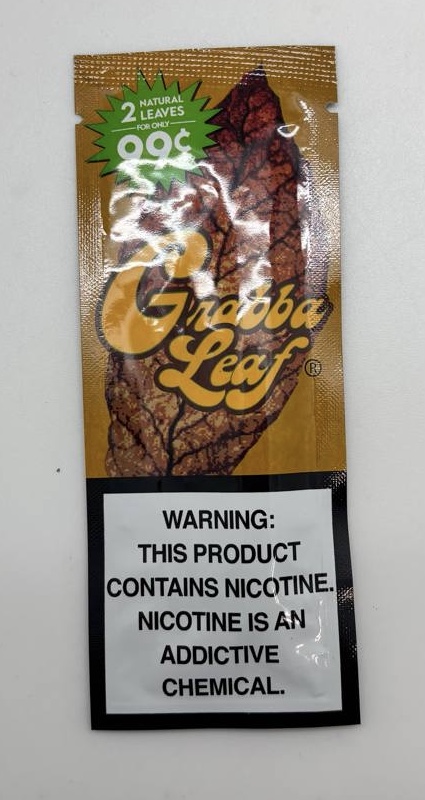 2 NATURAL
LEAVES
FOR ONLY
99¢
Grabba
Leaf®
WARNING:
THIS PRODUCT
CONTAINS NICOTINE.
NICOTINE IS AN
ADDICTIVE
CHEMICAL.